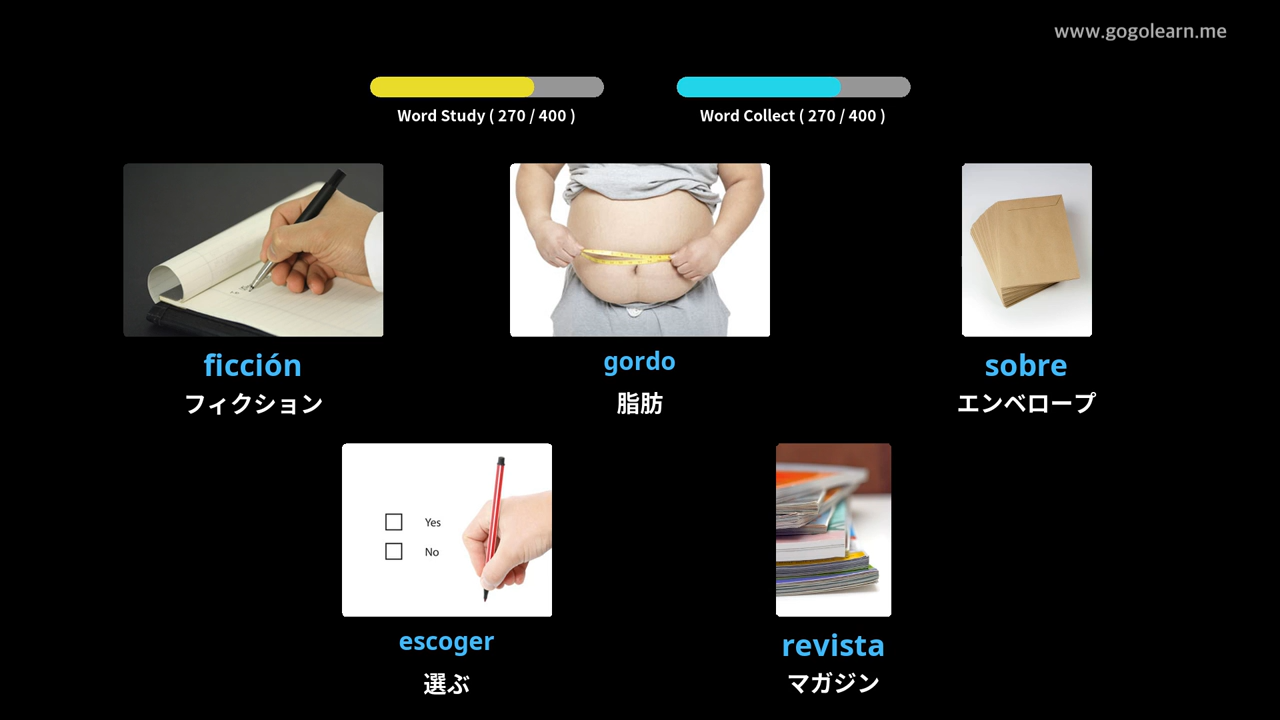 www.gogolearn.me
Word Study ( 270 / 400 )
Word Collect ( 270 / 400 )
ficción
フィクション
gordo
脂肪
sobre
エンベロープ
Yes
No
escoger
選ぶ
revista
マガジン